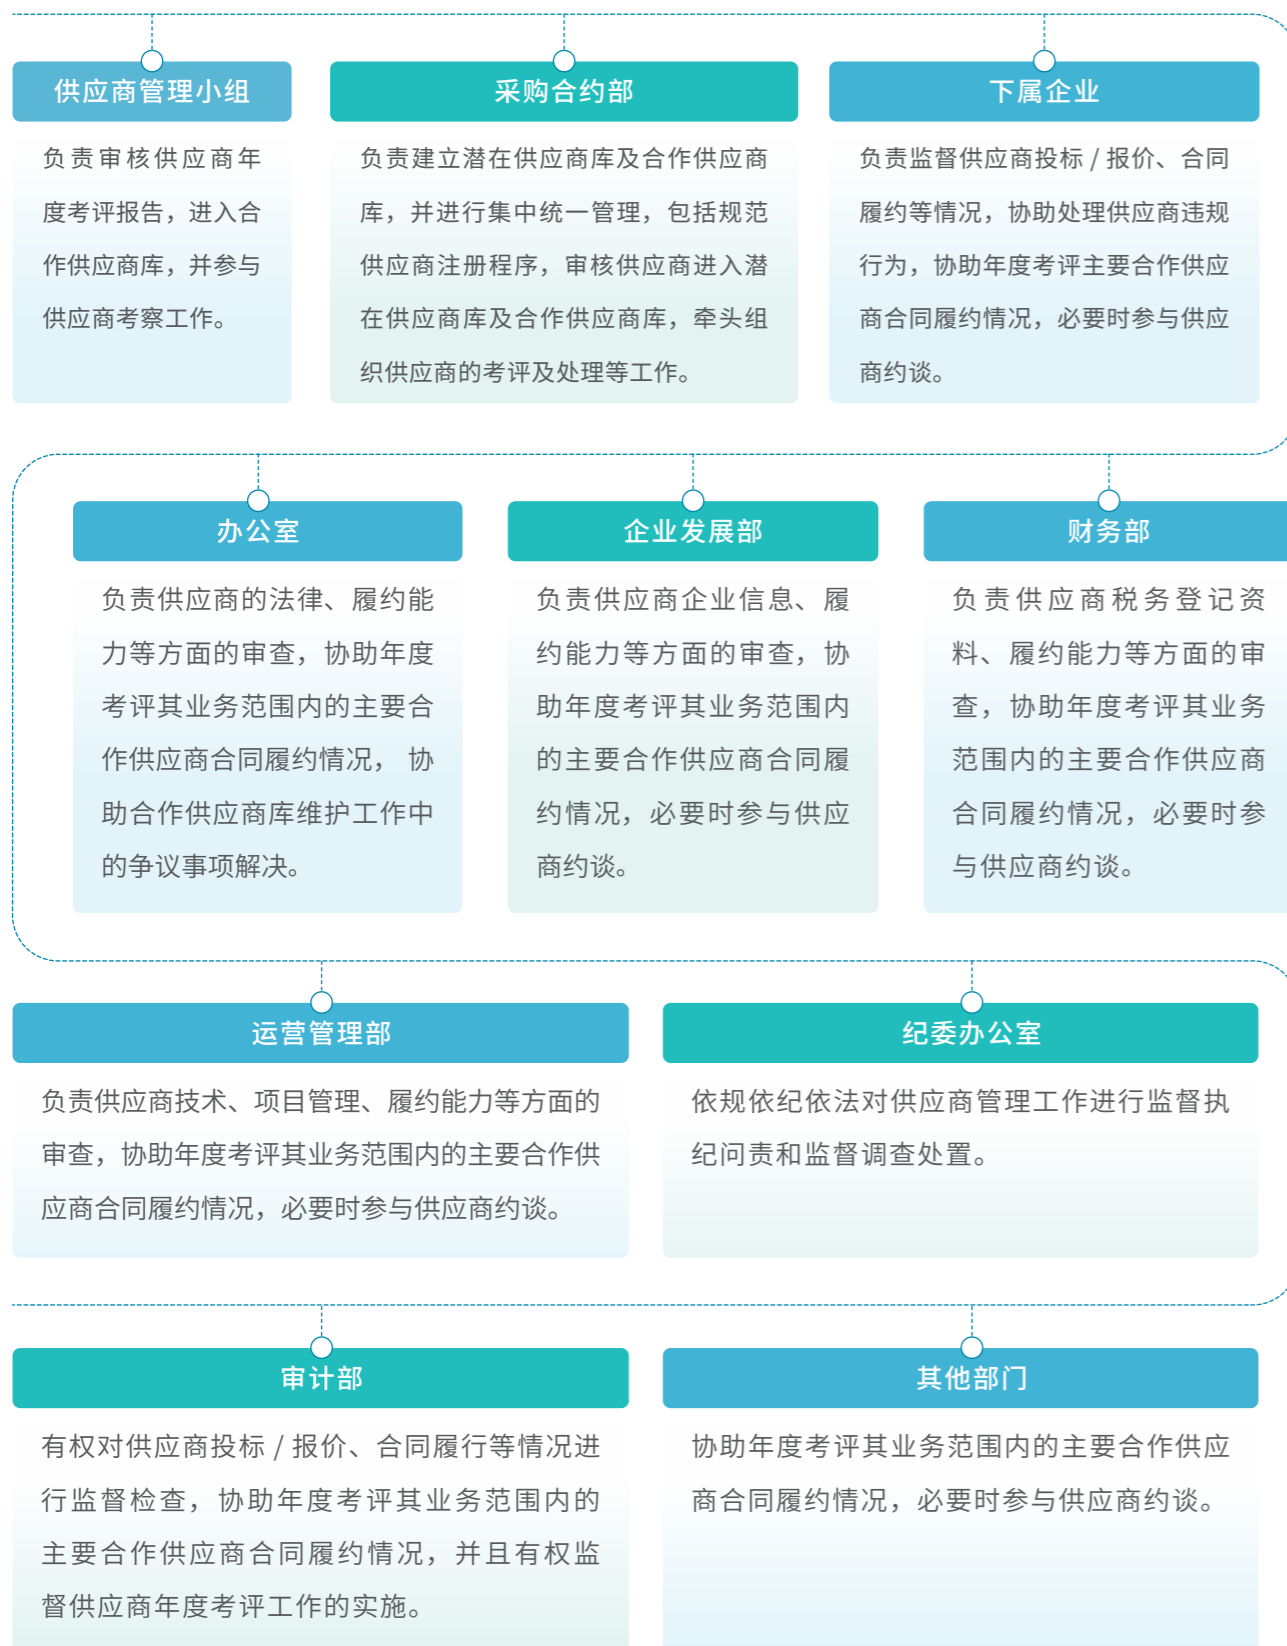 供应商管理小组
负责审核供应商年
度考评报告，进入合
作供应商库，并参与
供应商考察工作。
采购合约部
负责建立潜在供应商库及合作供应商
库，并进行集中统一管理，包括规范
供应商注册程序，审核供应商进入潜
在供应商库及合作供应商库，牵头组
织供应商的考评及处理等工作。
下属企业
负责监督供应商投标 / 报价、合同
履约等情况，协助处理供应商违规
行为，协助年度考评主要合作供应
商合同履约情况，必要时参与供应
商约谈。
办公室
负责供应商的法律、履约能
力等方面的审查，协助年度
考评其业务范围内的主要合
作供应商合同履约情况， 协
助合作供应商库维护工作中
的争议事项解决。
企业发展部
负责供应商企业信息、履
约能力等方面的审查，协
助年度考评其业务范围内
的主要合作供应商合同履
约情况，必要时参与供应
商约谈。
财务部
负责供应商税务登记资
料、履约能力等方面的审
查，协助年度考评其业务
范围内的主要合作供应商
合同履约情况，必要时参
与供应商约谈。
运营管理部
负责供应商技术、项目管理、履约能力等方面的
审查，协助年度考评其业务范围内的主要合作供
应商合同履约情况，必要时参与供应商约谈。
纪委办公室
依规依纪依法对供应商管理工作进行监督执
纪问责和监督调查处置。
审计部
有权对供应商投标 / 报价、合同履行等情况进
行监督检查，协助年度考评其业务范围内的
主要合作供应商合同履约情况，并且有权监
督供应商年度考评工作的实施。
其他部门
协助年度考评其业务范围内的主要合作供应
商合同履约情况，必要时参与供应商约谈。